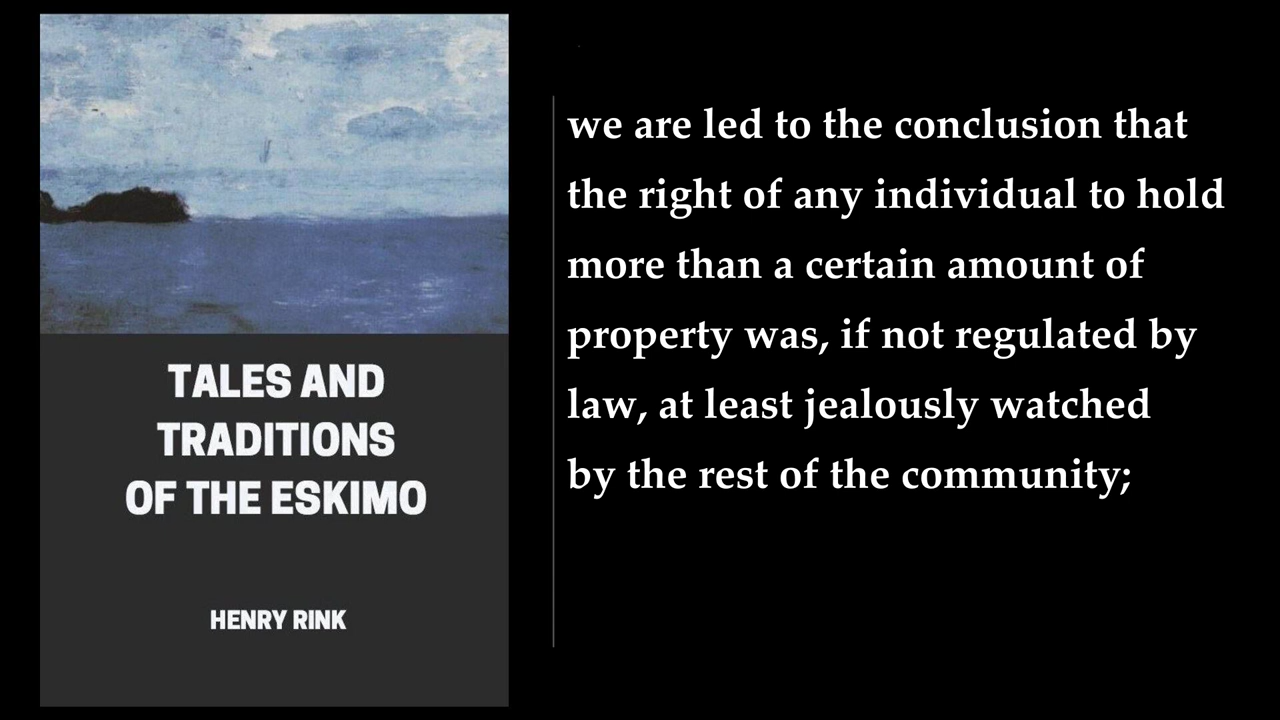 TALES AND
TRADITIONS
OF THE ESKIMO
HENRY RINK
we are led to the conclusion that
the right of any individual to hold
more than a certain amount of
property was, if not regulated by
law, at least jealously watched
by the rest of the community;